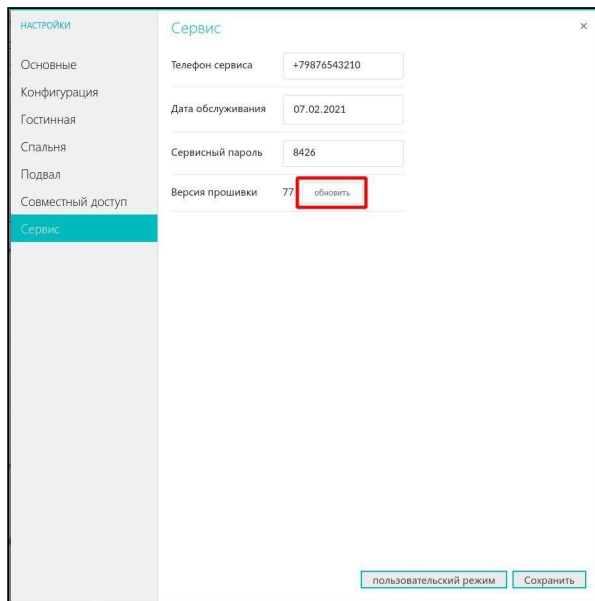 НАСТРОЙКИ
Основные
Конфигурация
Гостинная
Спальня
Подвал
Совместный доступ
Сервис
Сервис
×
Телефон сервиса +79876543210
Дата обслуживания 07.02.2021
Сервисный пароль 8426
Версия прошивки 77 обновить
пользовательский режим Сохранить